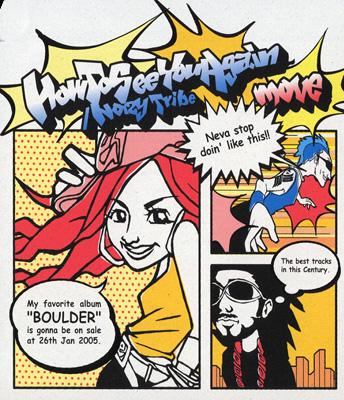 How To See You Again
/ Noizy Tribe
move
Neva stop
doin' like this!!
The best tracks
in this Century.
My favorite album
"BOULDER"
is gonna be on sale
at 26th Jan 2005.